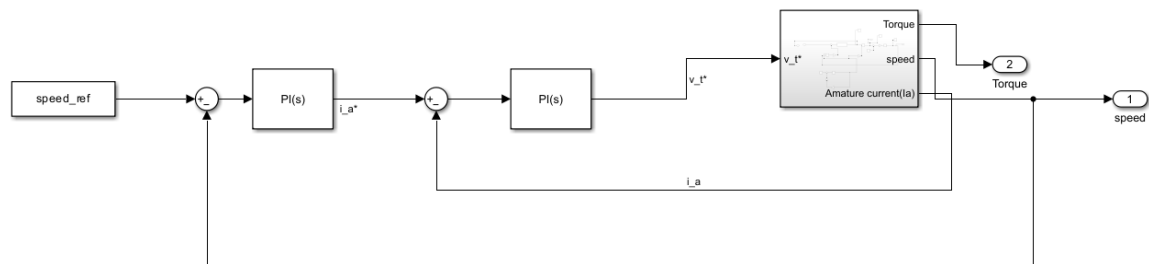 speed_ref
+
-
PI(s)
i_a*
+
-
PI(s)
v_t*
v_t*
Torque
speed
Amature current(Ia)
2
Torque
1
speed
i_a